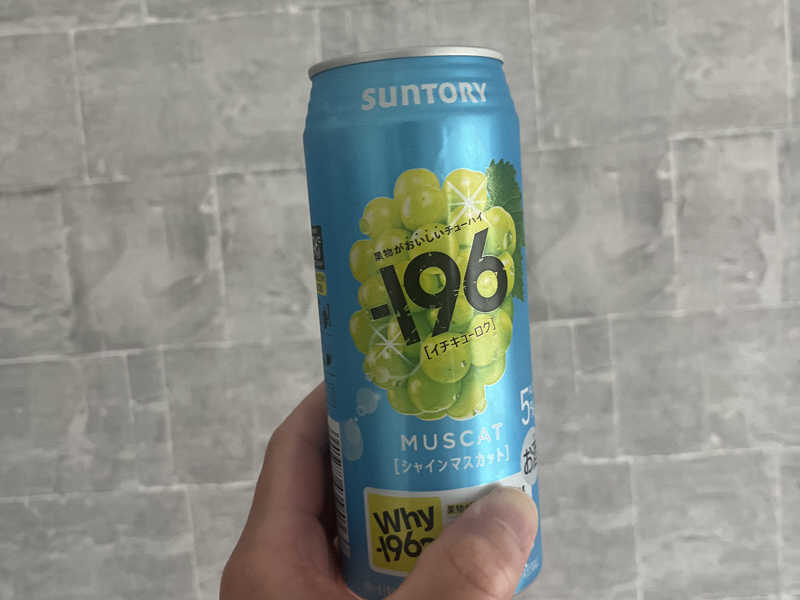 SUNTORY
果物がおいしいチューハイ
-196
[イチキューロク]
MUSCAT
[シャインマスカット]
5%
お酒
Why
-196?